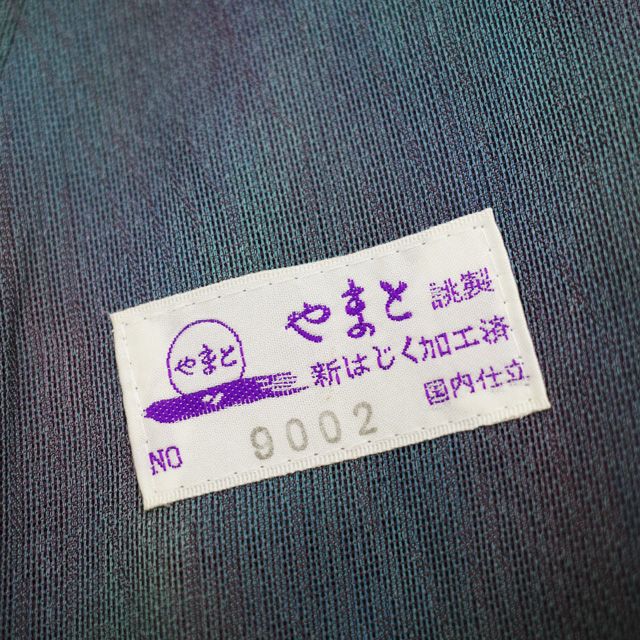 やまと 誂製
やまと
新はじく加工済
国内仕立
NO 9002